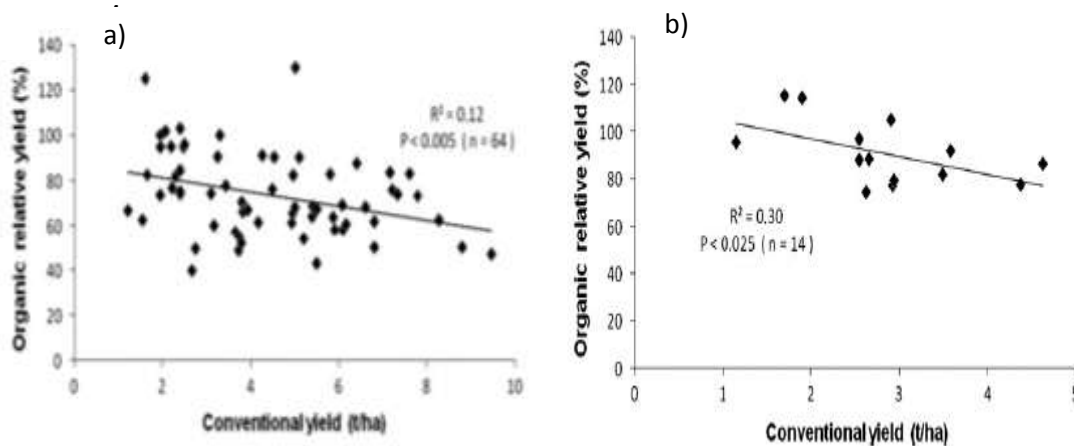 a)
Organic relative yield (%)
140
120
100
80
60
40
20
0
R² = 0.12
P < 0.005 ( n = 64)
0 2 4 6 8 10
Conventional yield (t/ha)
b)
Organic relative yield (%)
140
120
100
80
60
40
20
0
R² = 0.30
P < 0.025 ( n = 14)
0 1 2 3 4 5
Conventional yield (t/ha)